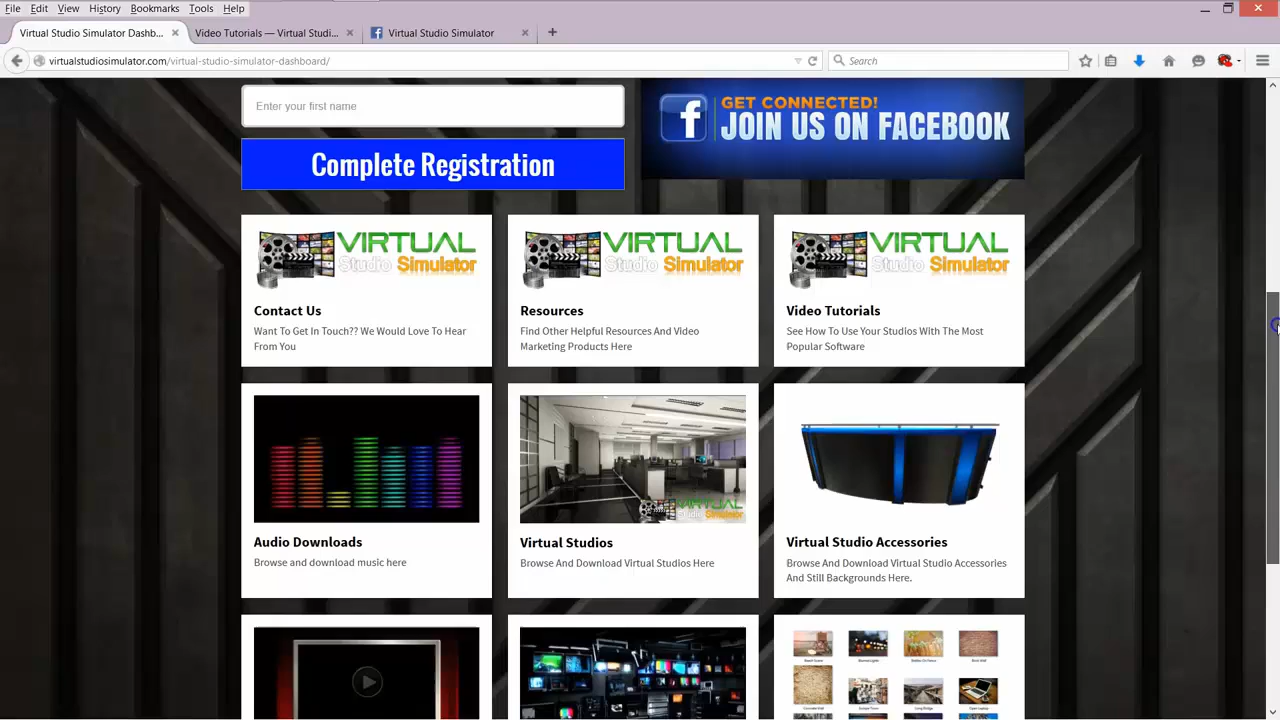 File Edit View History Bookmarks Tools Help
Virtual Studio Simulator Dashb... Video Tutorials — Virtual Studi... Virtual Studio Simulator
virtualstudiosimulator.com/virtual-studio-simulator-dashboard/ Search
Enter your first name
Complete Registration
f GET CONNECTED!
JOIN US ON FACEBOOK
VIRTUAL
Studio Simulator
Contact Us
Want To Get In Touch?? We Would Love To Hear
From You
VIRTUAL
Studio Simulator
Resources
Find Other Helpful Resources And Video
Marketing Products Here
VIRTUAL
Studio Simulator
Video Tutorials
See How To Use Your Studios With The Most
Popular Software
Audio Downloads
Browse and download music here
VIRTUAL
Studio Simulator
Virtual Studios
Browse And Download Virtual Studios Here
Virtual Studio Accessories
Browse And Download Virtual Studio Accessories
And Still Backgrounds Here.